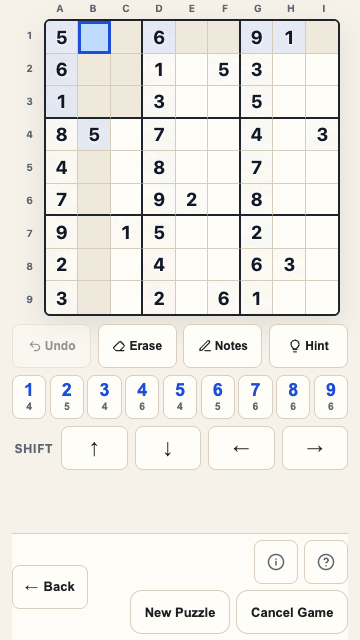 A B C D E F G H I
1 5 6 9 1
2 6 1 5 3
3 1 3 5
4 8 5 7 4 3
5 4 8 7
6 7 9 2 8
7 9 1 5 2
8 2 4 6 3
9 3 2 6 1
Undo Erase Notes Hint
1 2 3 4 5 6 7 8 9
4 5 4 6 4 5 6 6 6
SHIFT ↑ ↓ ← →
← Back
New Puzzle Cancel Game